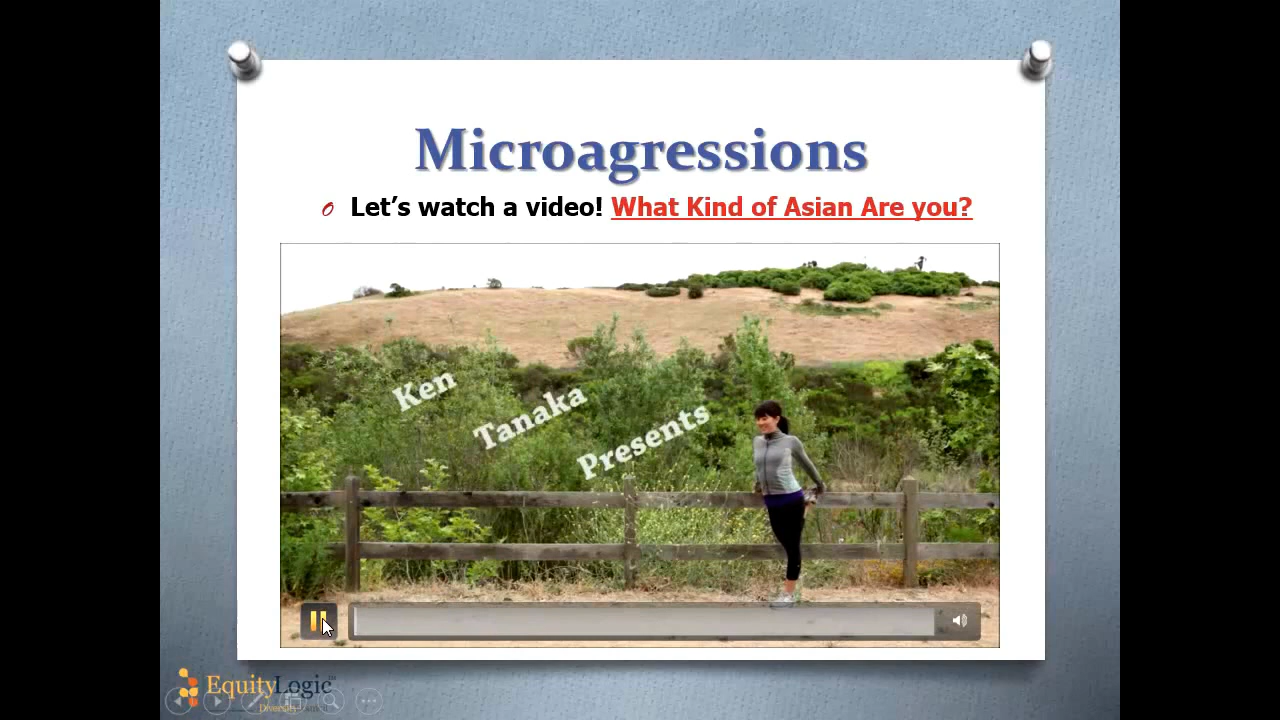 Microagressions
Let's watch a video! What Kind of Asian Are you?
Ken
Tanaka
Presents
EquityLogic